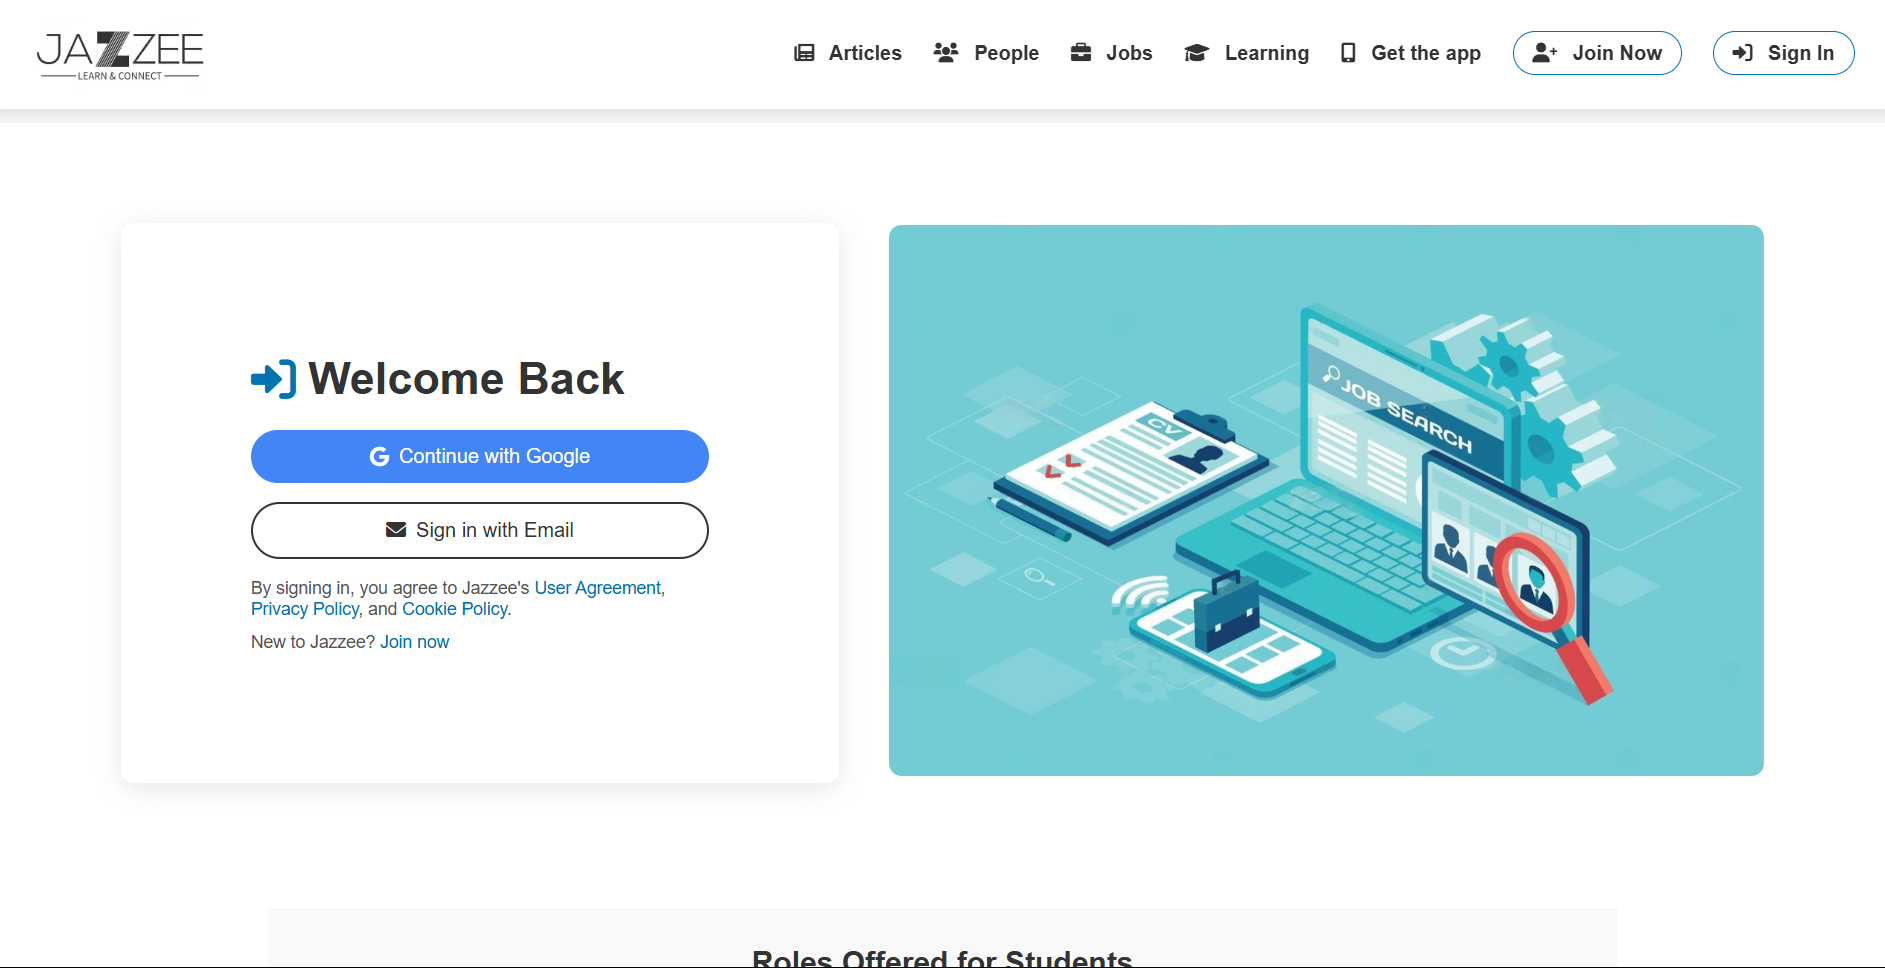 JAZZEE
LEARN & CONNECT
Articles
People
Jobs
Learning
Get the app
Join Now
Sign In
Welcome Back
Continue with Google
Sign in with Email
By signing in, you agree to Jazzee's User Agreement,
Privacy Policy, and Cookie Policy.
New to Jazzee? Join now
CV
JOB SEARCH
Roles Offered for Students